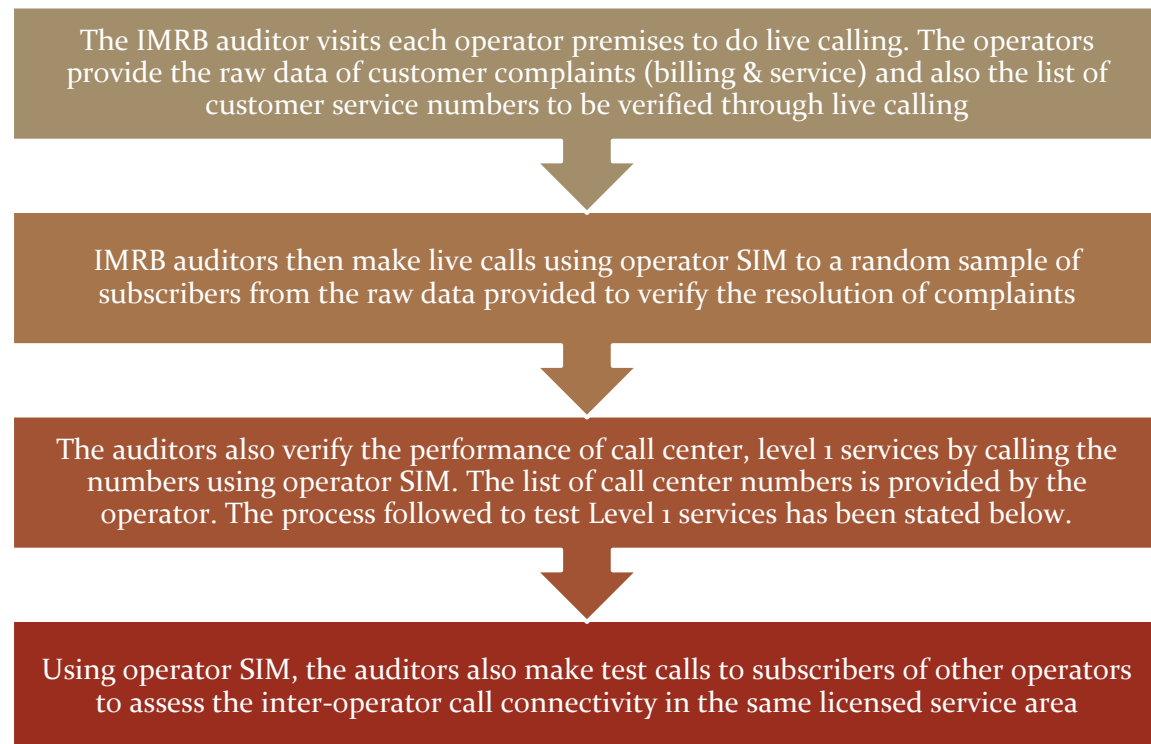 The IMRB auditor visits each operator premises to do live calling. The operators
provide the raw data of customer complaints (billing & service) and also the list of
customer service numbers to be verified through live calling
IMRB auditors then make live calls using operator SIM to a random sample of
subscribers from the raw data provided to verify the resolution of complaints
The auditors also verify the performance of call center, level 1 services by calling the
numbers using operator SIM. The list of call center numbers is provided by the
operator. The process followed to test Level 1 services has been stated below.
Using operator SIM, the auditors also make test calls to subscribers of other operators
to assess the inter-operator call connectivity in the same licensed service area